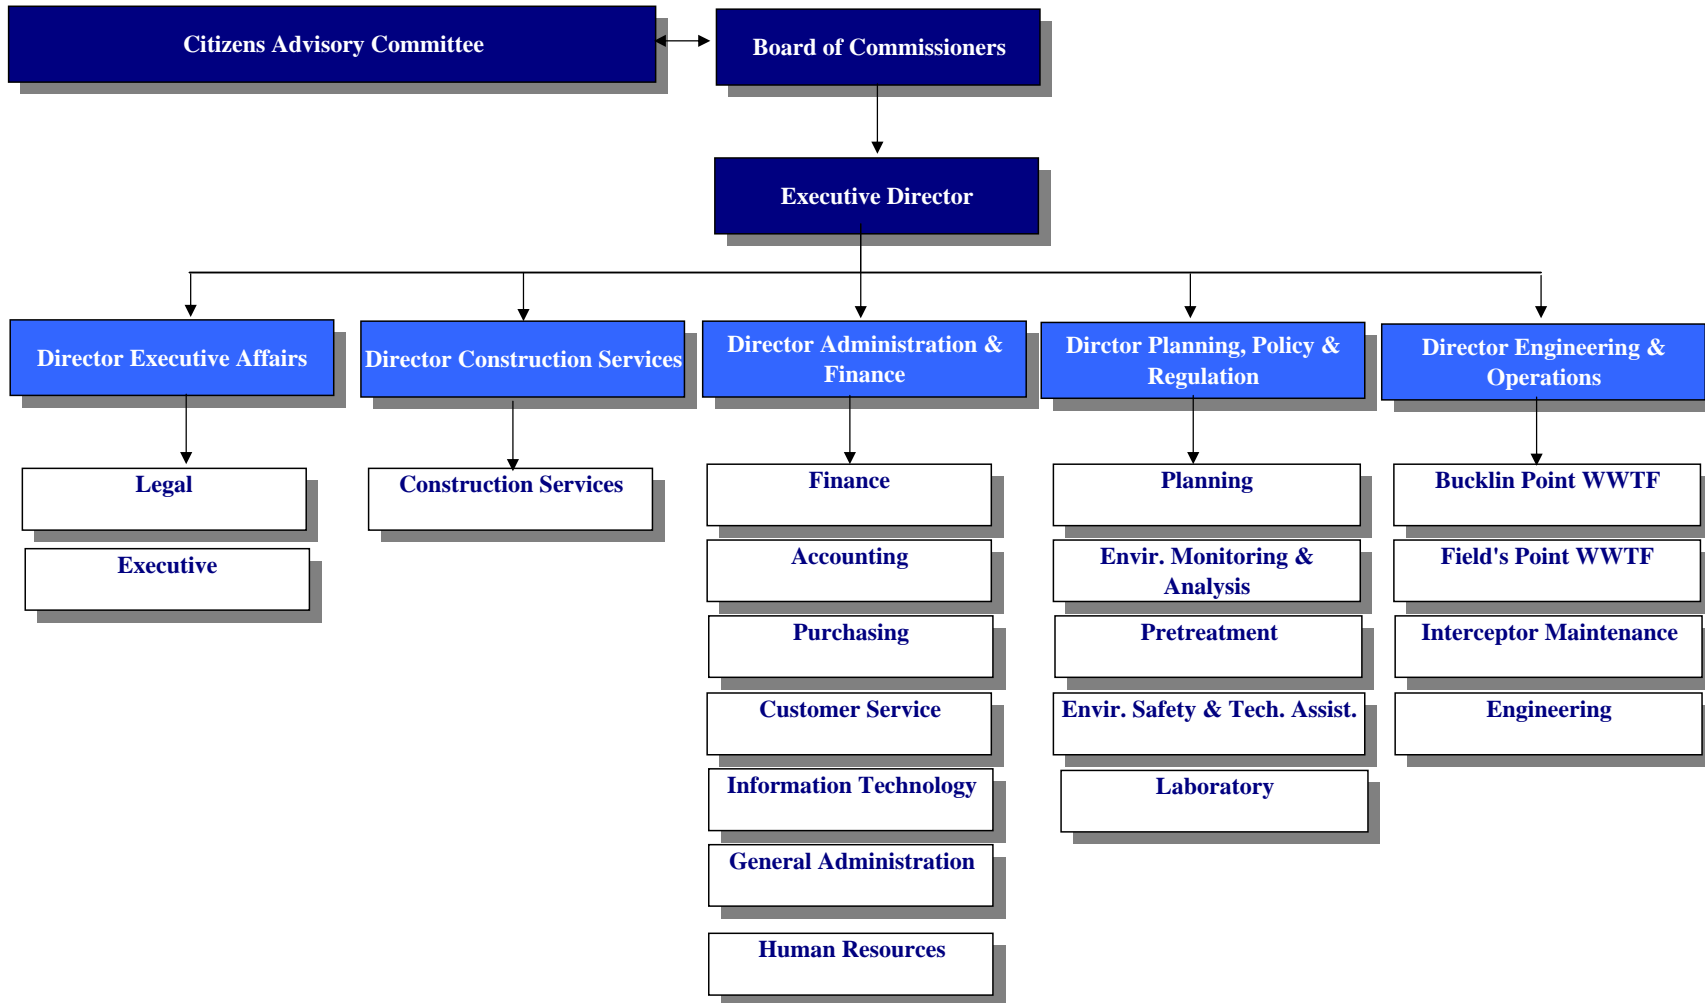 Citizens Advisory Committee
Board of Commissioners
Executive Director
Director Executive Affairs
Director Construction Services
Director Administration &
Finance
Dirctor Planning, Policy &
Regulation
Director Engineering &
Operations
Legal
Executive
Construction Services
Finance
Accounting
Purchasing
Customer Service
Information Technology
General Administration
Human Resources
Planning
Envir. Monitoring &
Analysis
Pretreatment
Envir. Safety & Tech. Assist.
Laboratory
Bucklin Point WWTF
Field's Point WWTF
Interceptor Maintenance
Engineering